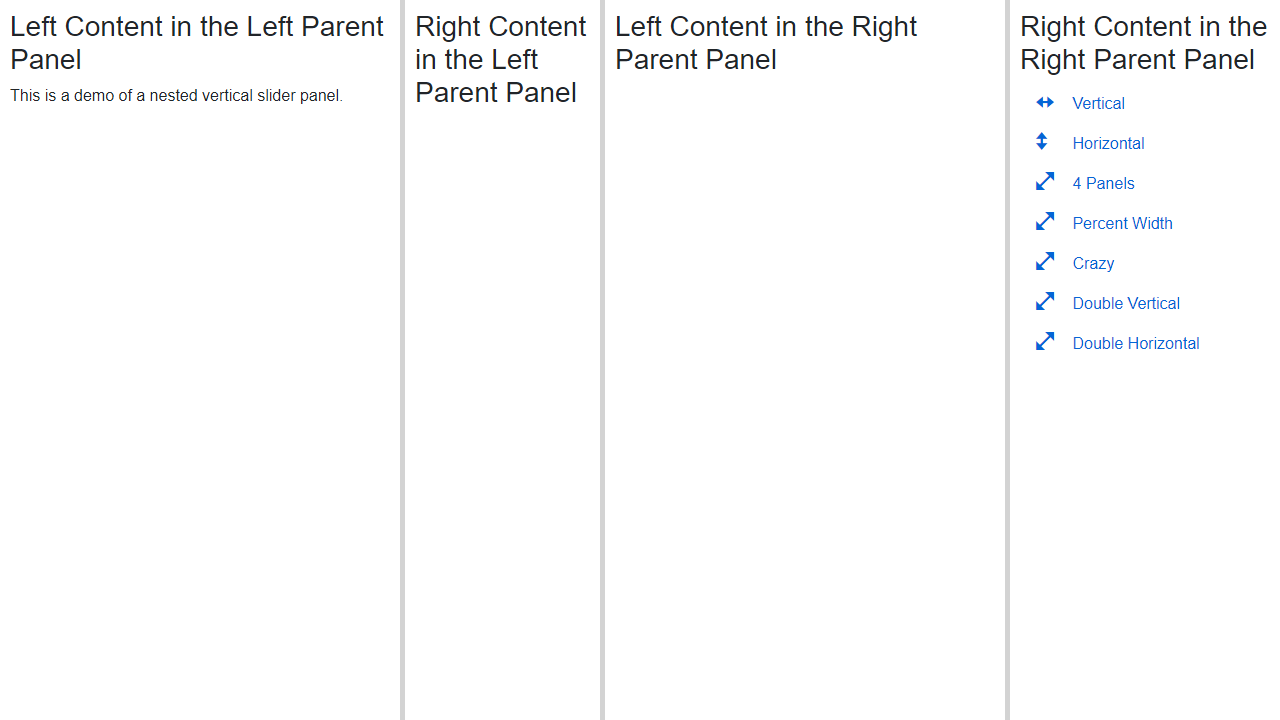 Left Content in the Left Parent
Panel
This is a demo of a nested vertical slider panel.
Right Content
in the Left
Parent Panel
Left Content in the Right
Parent Panel
Right Content in the
Right Parent Panel
Vertical
Horizontal
4 Panels
Percent Width
Crazy
Double Vertical
Double Horizontal